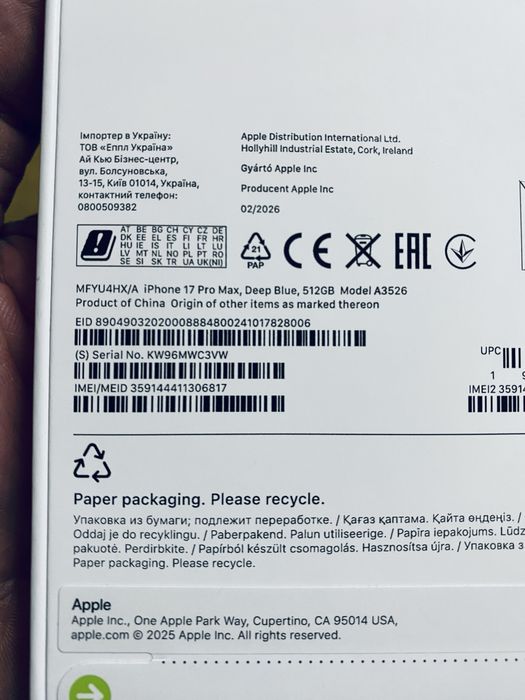 Імпортер в Україну:
ТОВ «Еппл Україна»
Ай Кью Бізнес-центр,
вул. Болсуновська,
13-15, Київ 01014, Україна,
контактний телефон:
0800509382
Apple Distribution International Ltd.
Hollyhill Industrial Estate, Cork, Ireland
Gyártó Apple Inc
Producent Apple Inc
02/2026
AT BE BG CH CY CZ DE
DK EE EL ES FI FR HR
HU IE IS IT LI LT LU
LV MT NL NO PL PT RO
SE SI SK TR UA UK(NI)
21
PAP
CE
EAC
MFYU4HX/A iPhone 17 Pro Max, Deep Blue, 512GB Model A3526
Product of China Origin of other items as marked thereon
EID 89049032020008884800241017828006
(S) Serial No. KW96MWC3VW
IMEI/MEID 359144411306817
UPC
1 9
IMEI2 35914
Paper packaging. Please recycle.
Упаковка из бумаги; подлежит переработке. / Қағаз қаптама. Қайта өңдеңіз. /
Oddaj je do recyklingu. / Paberpakend. Palun utiliseerige. / Papīra iepakojums. Lūdz
pakuotė. Perdirbkite. / Papírból készült csomagolás. Hasznosítsa újra. / Упаковка з
Paper packaging. Please recycle.
Apple
Apple Inc., One Apple Park Way, Cupertino, CA 95014 USA,
apple.com © 2025 Apple Inc. All rights reserved.